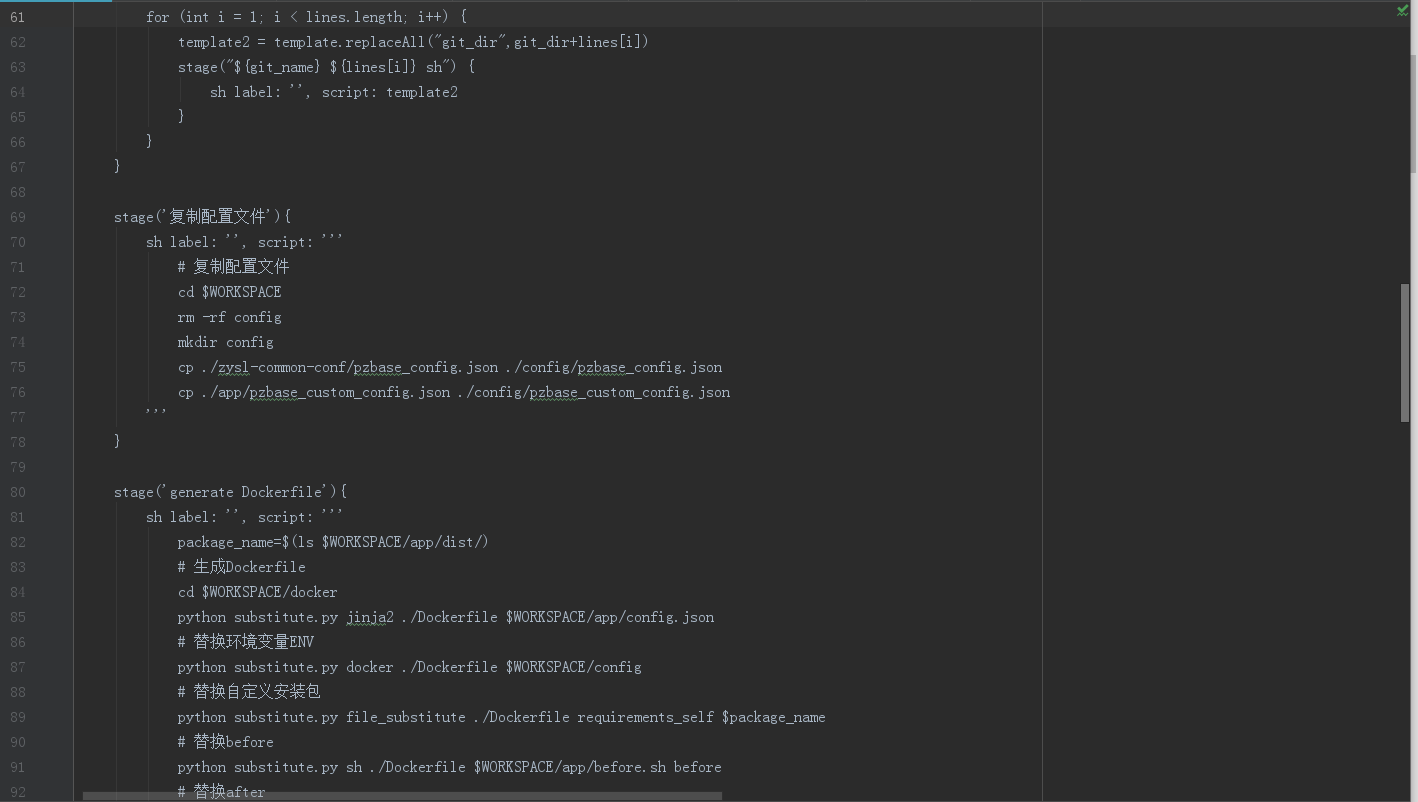 61 for (int i = 1; i < lines.length; i++) {
62 template2 = template.replaceAll("git_dir",git_dir+lines[i])
63 stage("${git_name} ${lines[i]} sh") {
64 sh label: '', script: template2
65 }
66 }
67 }
68
69 stage('复制配置文件'){
70 sh label: '', script: '''
71 # 复制配置文件
72 cd $WORKSPACE
73 rm -rf config
74 mkdir config
75 cp ./zysl-common-conf/pzbase_config.json ./config/pzbase_config.json
76 cp ./app/pzbase_custom_config.json ./config/pzbase_custom_config.json
77 '''
78 }
79
80 stage('generate Dockerfile'){
81 sh label: '', script: '''
82 package_name=$(ls $WORKSPACE/app/dist/)
83 # 生成Dockerfile
84 cd $WORKSPACE/docker
85 python substitute.py jinja2 ./Dockerfile $WORKSPACE/app/config.json
86 # 替换环境变量ENV
87 python substitute.py docker ./Dockerfile $WORKSPACE/config
88 # 替换自定义安装包
89 python substitute.py file_substitute ./Dockerfile requirements_self $package_name
90 # 替换before
91 python substitute.py sh ./Dockerfile $WORKSPACE/app/before.sh before
92 # 替换after